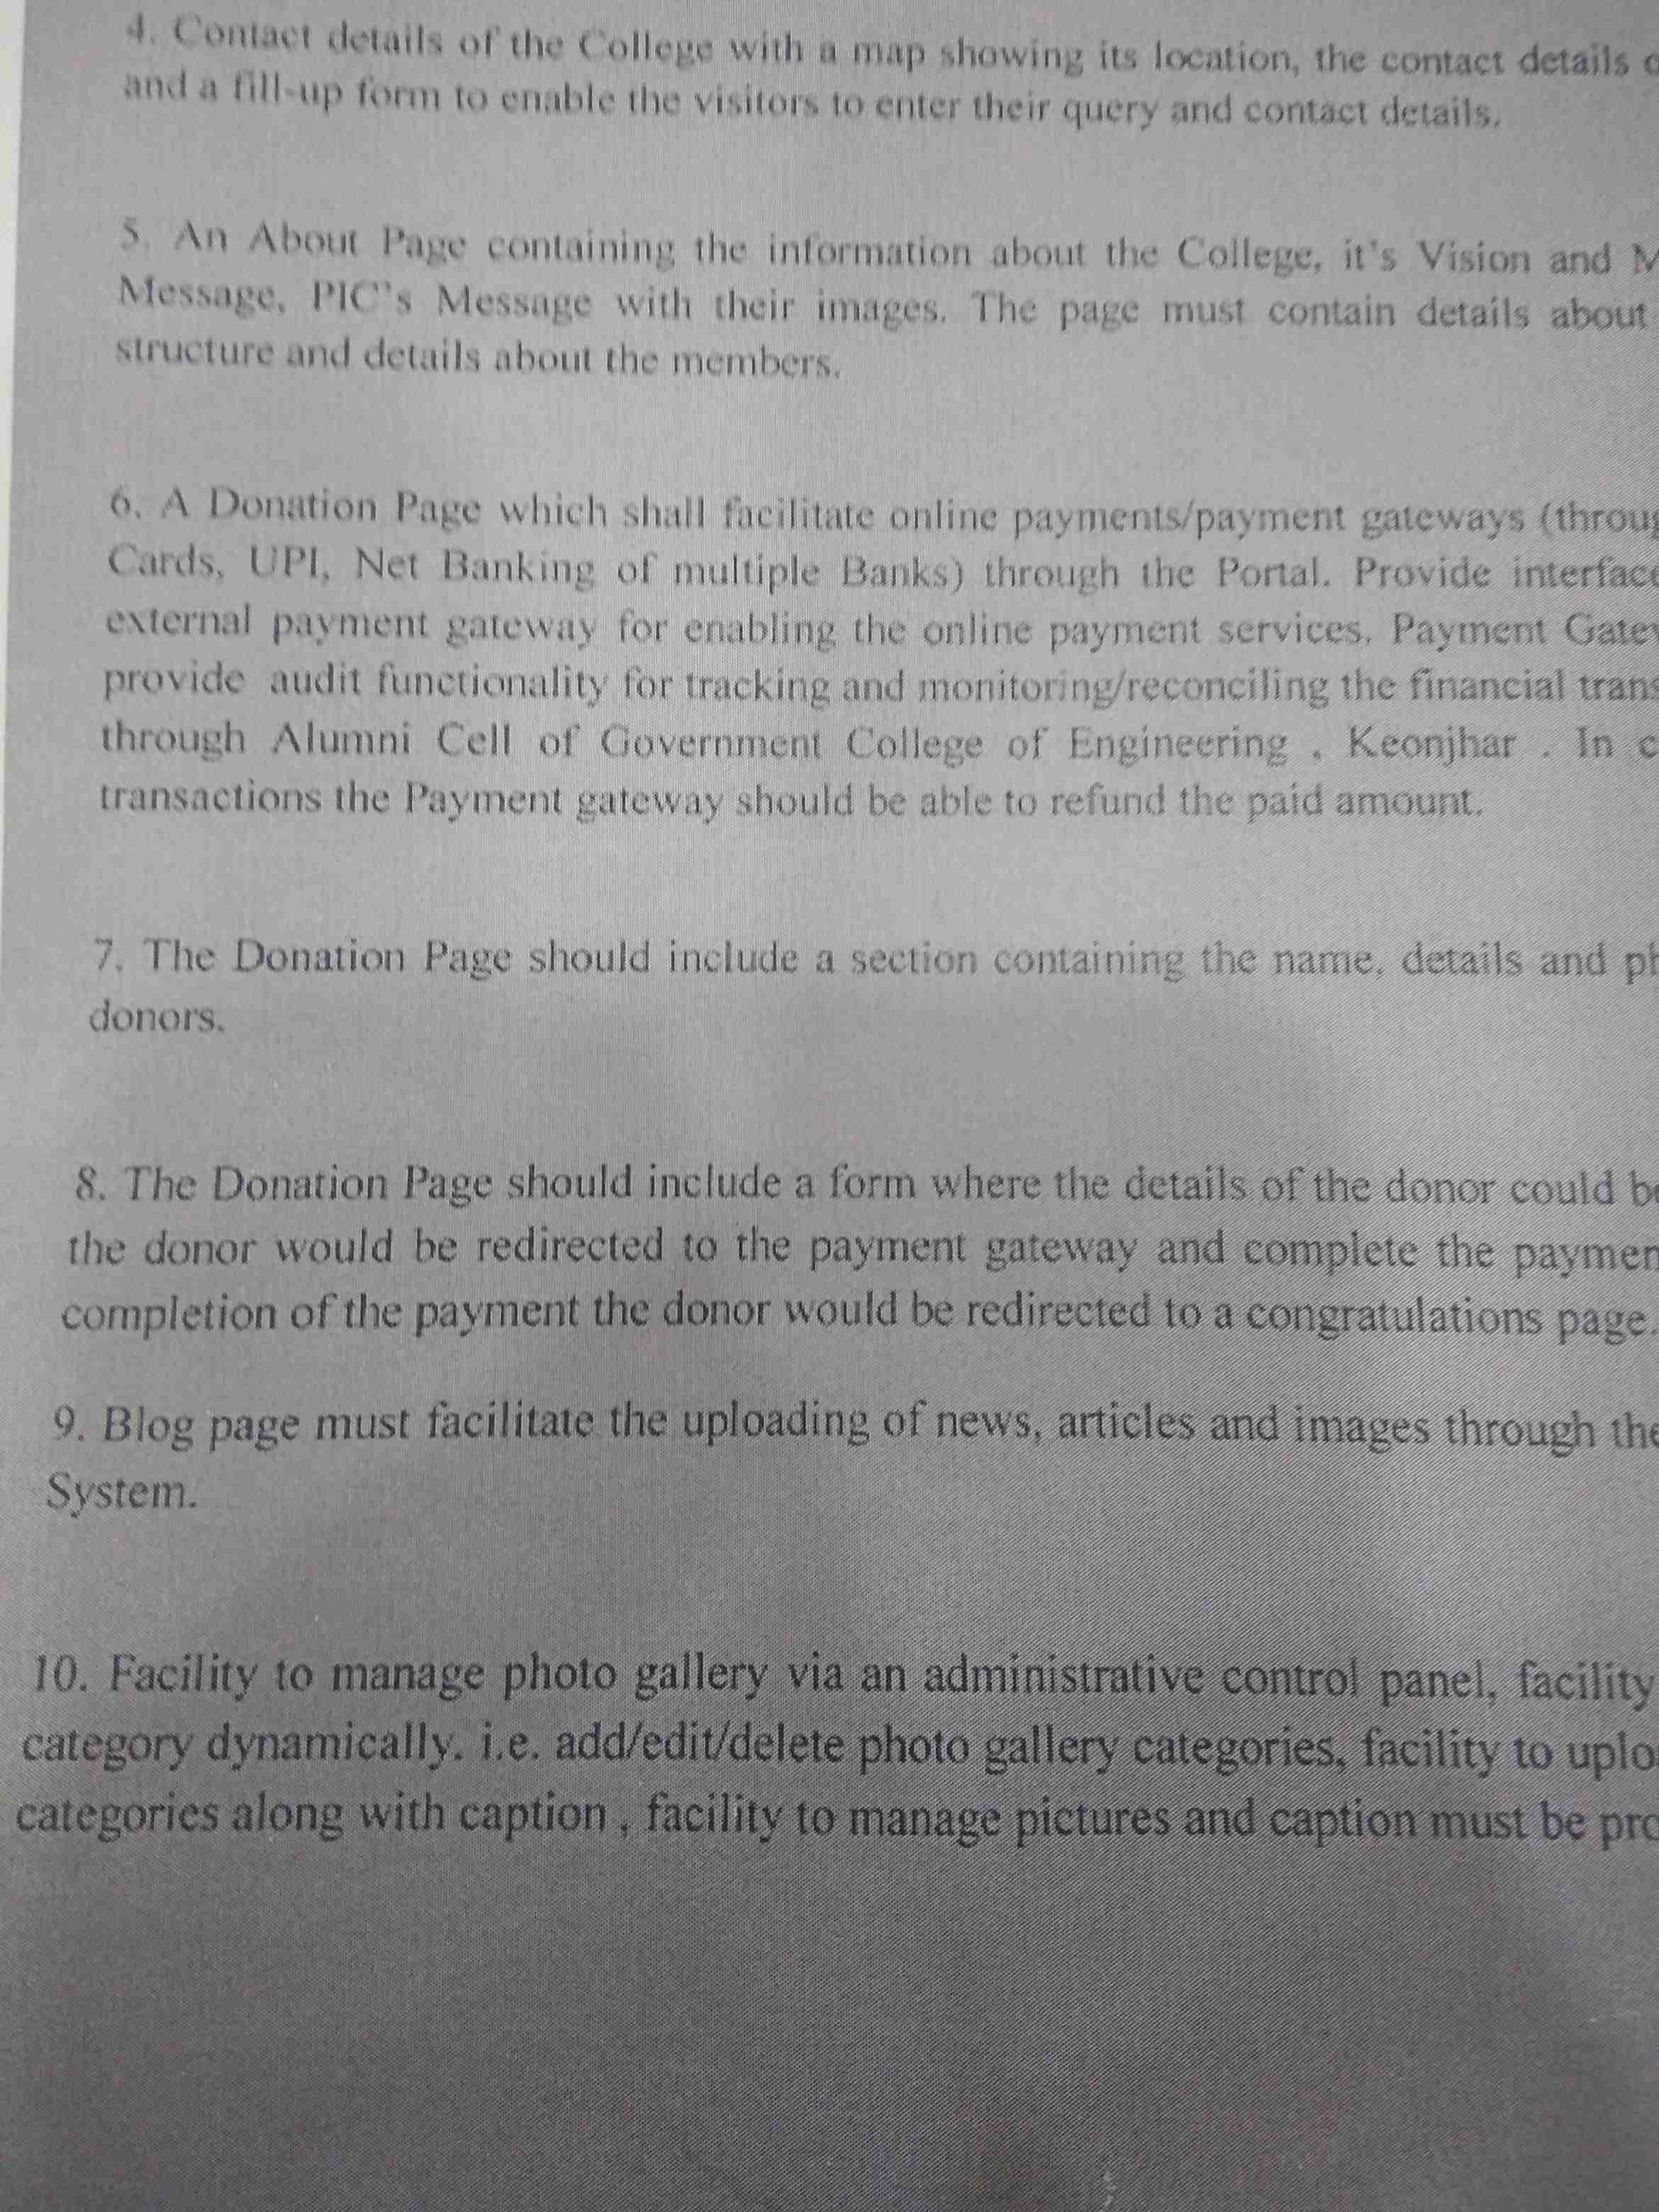 4. Contact details of the College with a map showing its location, the contact details
and a fill-up form to enable the visitors to enter their query and contact details.
5. An About Page containing the information about the College, it's Vision and
Message, PIC"s Message with their images. The page must contain details about
structure and details about the members.
6. A Donation Page which shall facilitate online payments/payment gateways (throug
Cards, UPI, Net Banking of multiple Banks) through the Portal. Provide interface
external payment gateway for enabling the online payment services. Payment Gatew
provide audit functionality for tracking and monitoring/reconciling the financial trans
through Alumni Cell of Government College of Engineering , Keonjhar . In c
transactions the Payment gateway should be able to refund the paid amount.
7. The Donation Page should include a section containing the name, details and ph
donors.
8. The Donation Page should include a form where the details of the donor could be
the donor would be redirected to the payment gateway and complete the paymen
completion of the payment the donor would be redirected to a congratulations page.
9. Blog page must facilitate the uploading of news, articles and images through the
System.
10. Facility to manage photo gallery via an administrative control panel, facility
category dynamically. i.e. add/edit/delete photo gallery categories, facility to uplo
categories along with caption , facility to manage pictures and caption must be pro